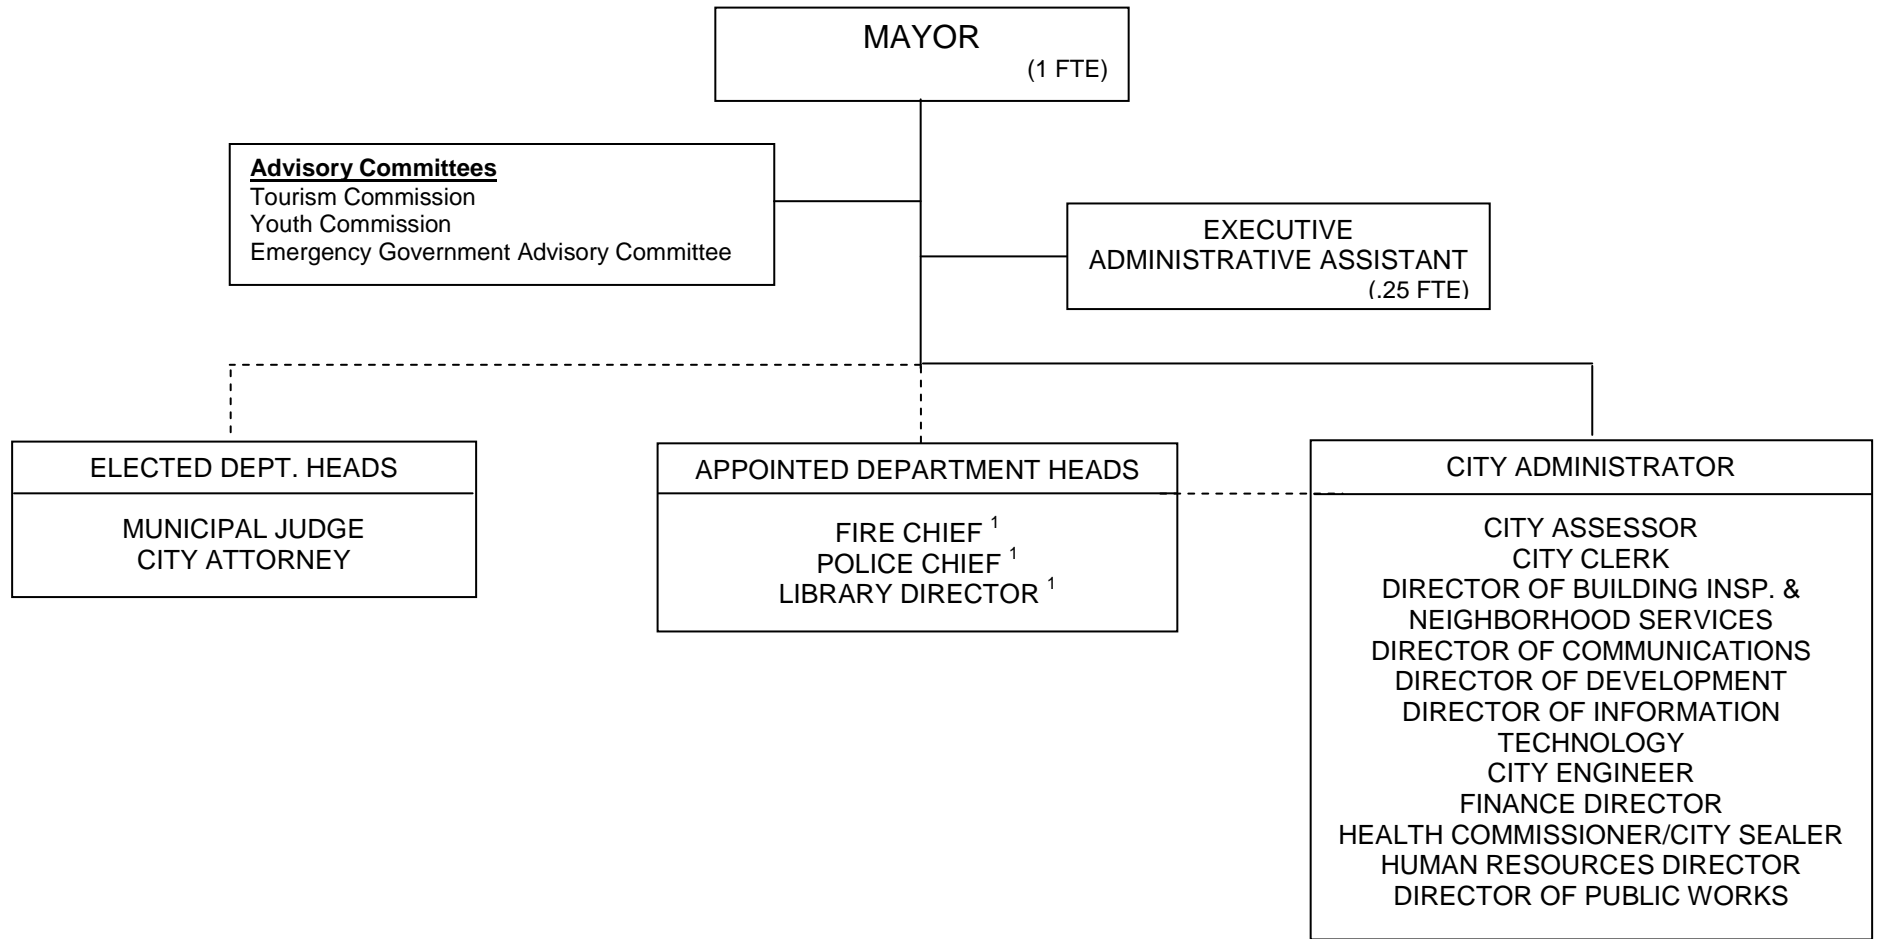 MAYOR
(1 FTE)
Advisory Committees
Tourism Commission
Youth Commission
Emergency Government Advisory Committee
EXECUTIVE
ADMINISTRATIVE ASSISTANT
(.25 FTE)
ELECTED DEPT. HEADS
MUNICIPAL JUDGE
CITY ATTORNEY
APPOINTED DEPARTMENT HEADS
FIRE CHIEF 1
POLICE CHIEF 1
LIBRARY DIRECTOR 1
CITY ADMINISTRATOR
CITY ASSESSOR
CITY CLERK
DIRECTOR OF BUILDING INSP. &
NEIGHBORHOOD SERVICES
DIRECTOR OF COMMUNICATIONS
DIRECTOR OF DEVELOPMENT
DIRECTOR OF INFORMATION
TECHNOLOGY
CITY ENGINEER
FINANCE DIRECTOR
HEALTH COMMISSIONER/CITY SEALER
HUMAN RESOURCES DIRECTOR
DIRECTOR OF PUBLIC WORKS